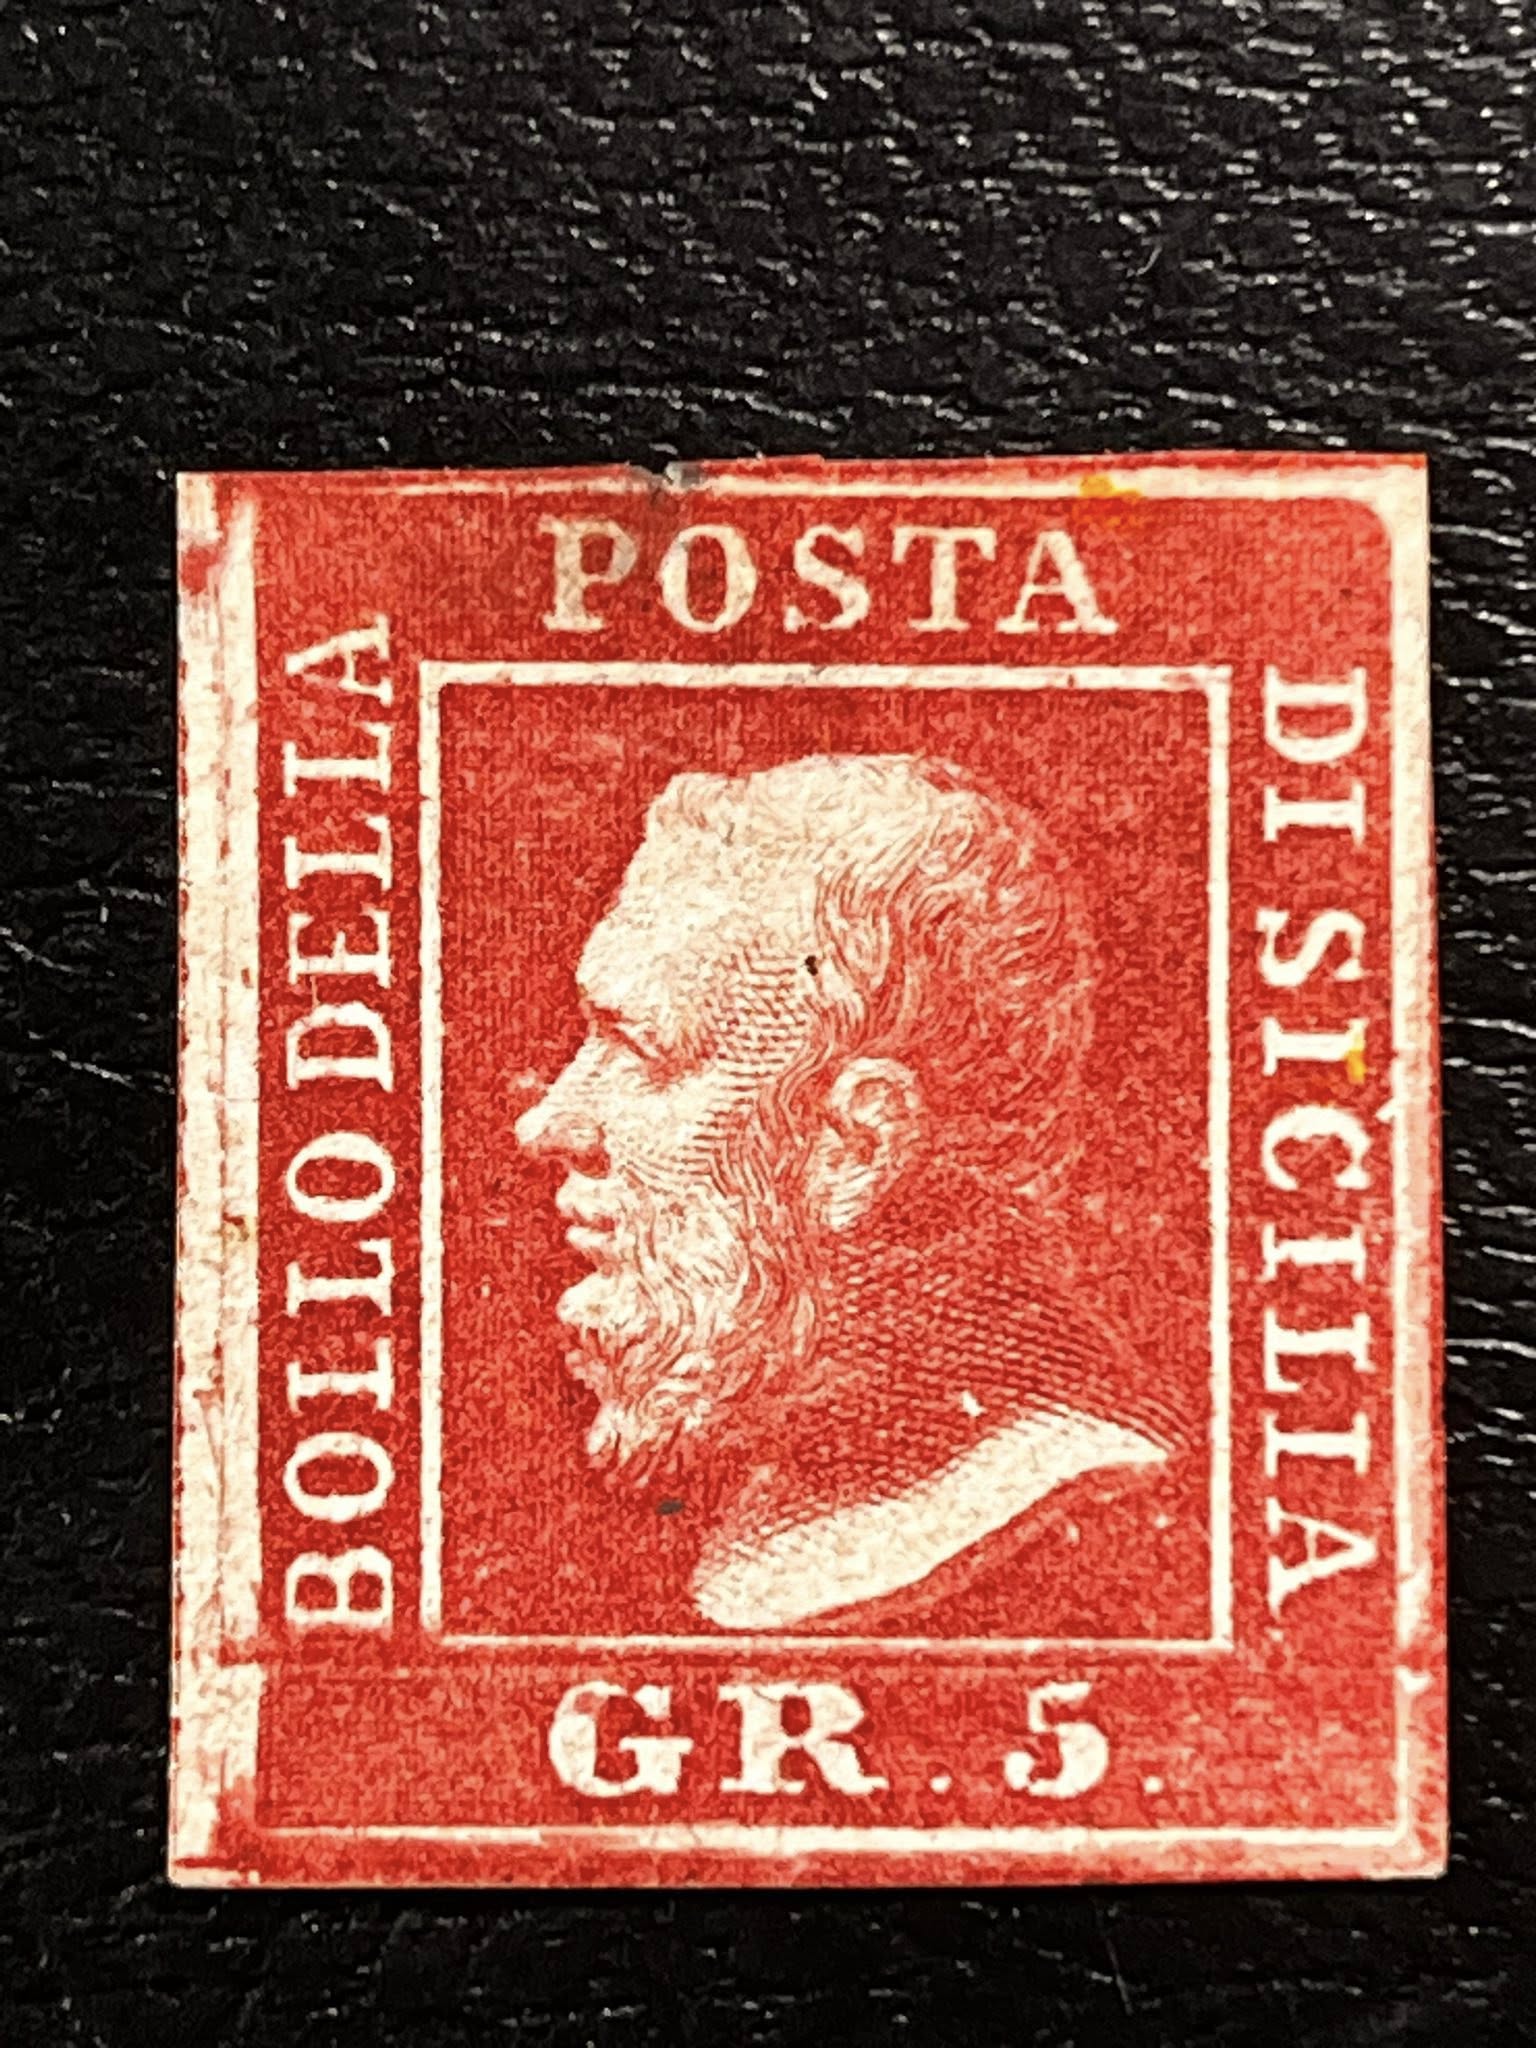 BOLLO DELLA
POSTA
DI SICILIA
GR. 5.